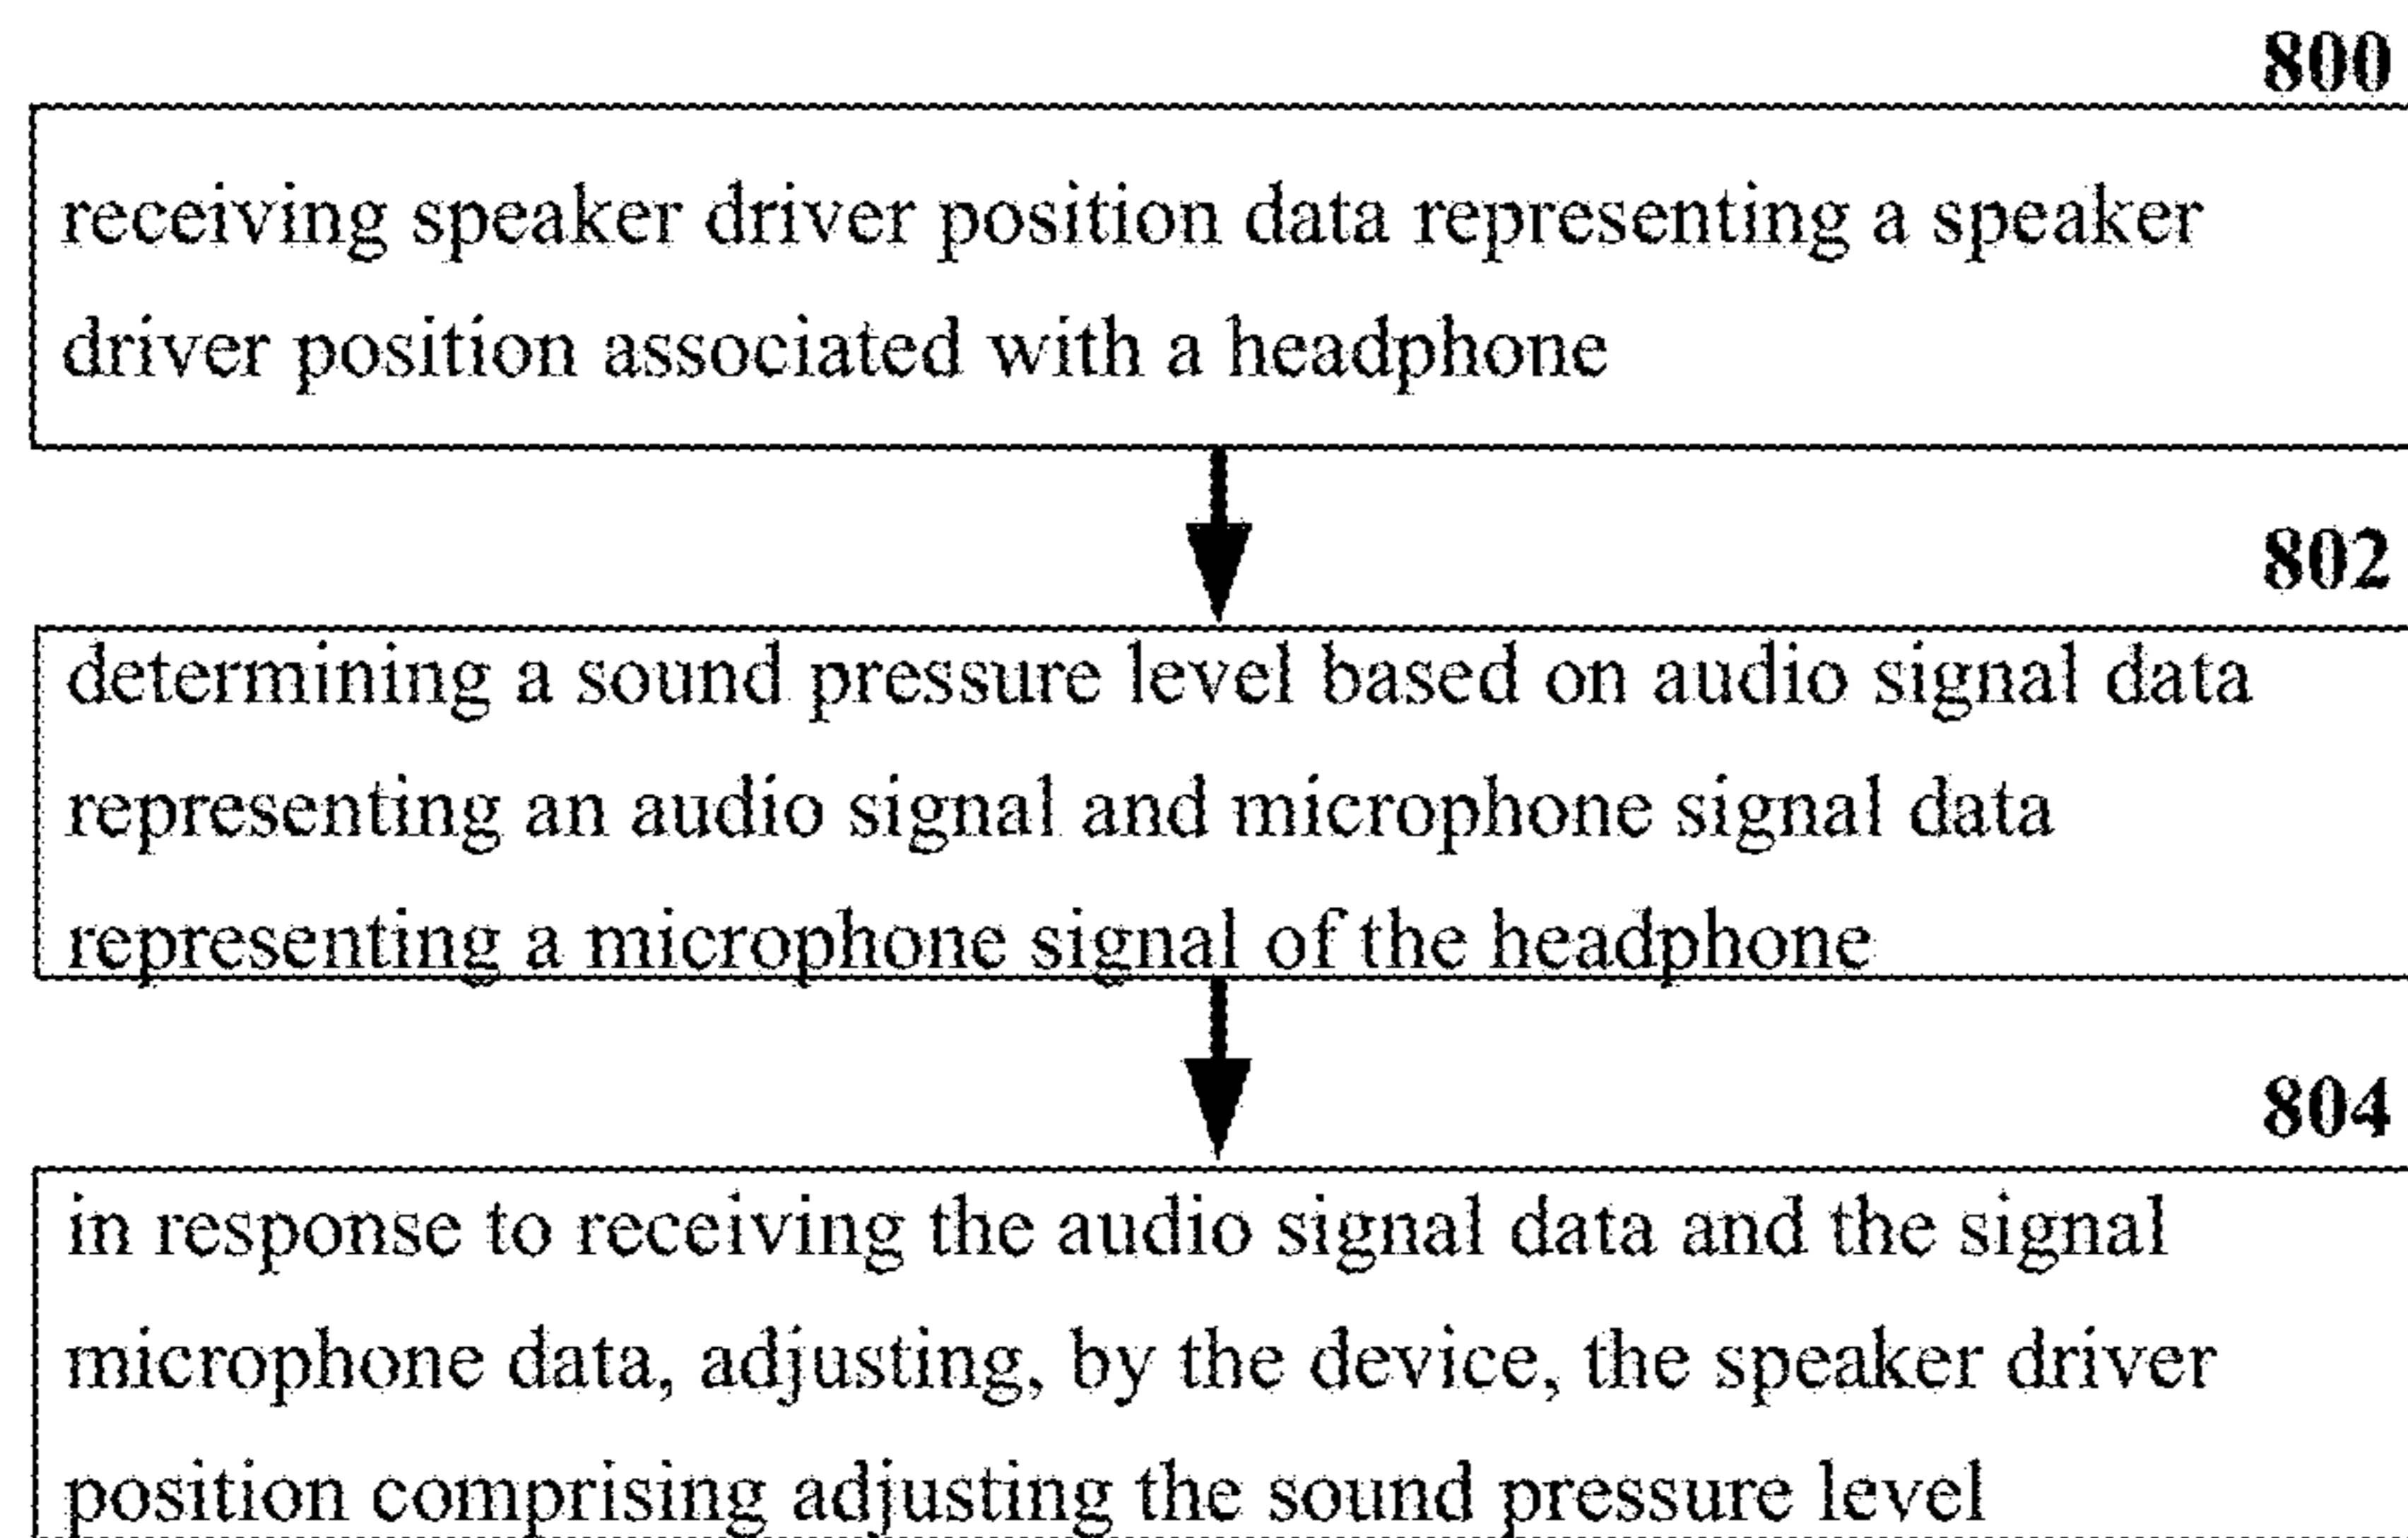 800
receiving speaker driver position data representing a speaker
driver position associated with a headphone
802
determining a sound pressure level based on audio signal data
representing an audio signal and microphone signal data
representing a microphone signal of the headphone
804
in response to receiving the audio signal data and the signal
microphone data, adjusting, by the device, the speaker driver
position comprising adjusting the sound pressure level